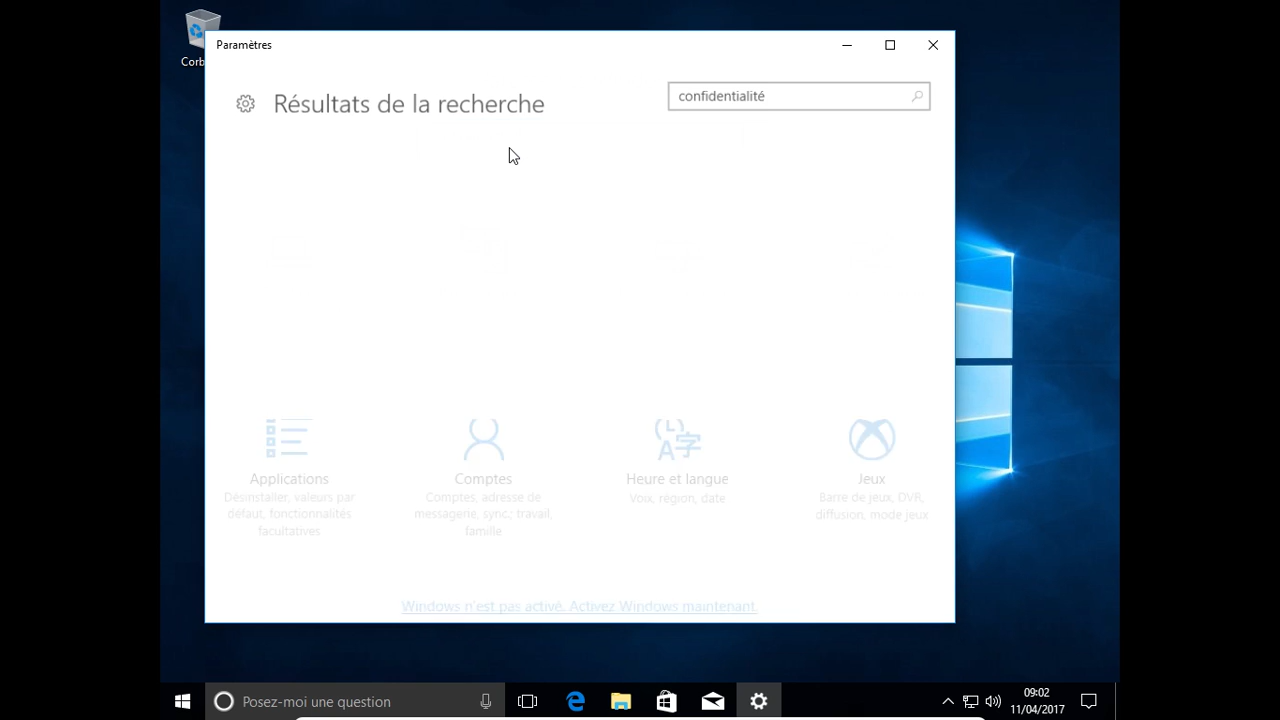 Corb
Paramètres
Résultats de la recherche
confidentialité
Applications
Désinstaller, valeurs par
défaut, fonctionnalités
facultatives
Comptes
Comptes, adresse de
messagerie, sync., travail,
famille
Heure et langue
Voix, région, date
Jeux
Barre de jeux, DVR,
diffusion, mode jeux
Windows n'est pas activé. Activez Windows maintenant.
Posez-moi une question
09:02
11/04/2017